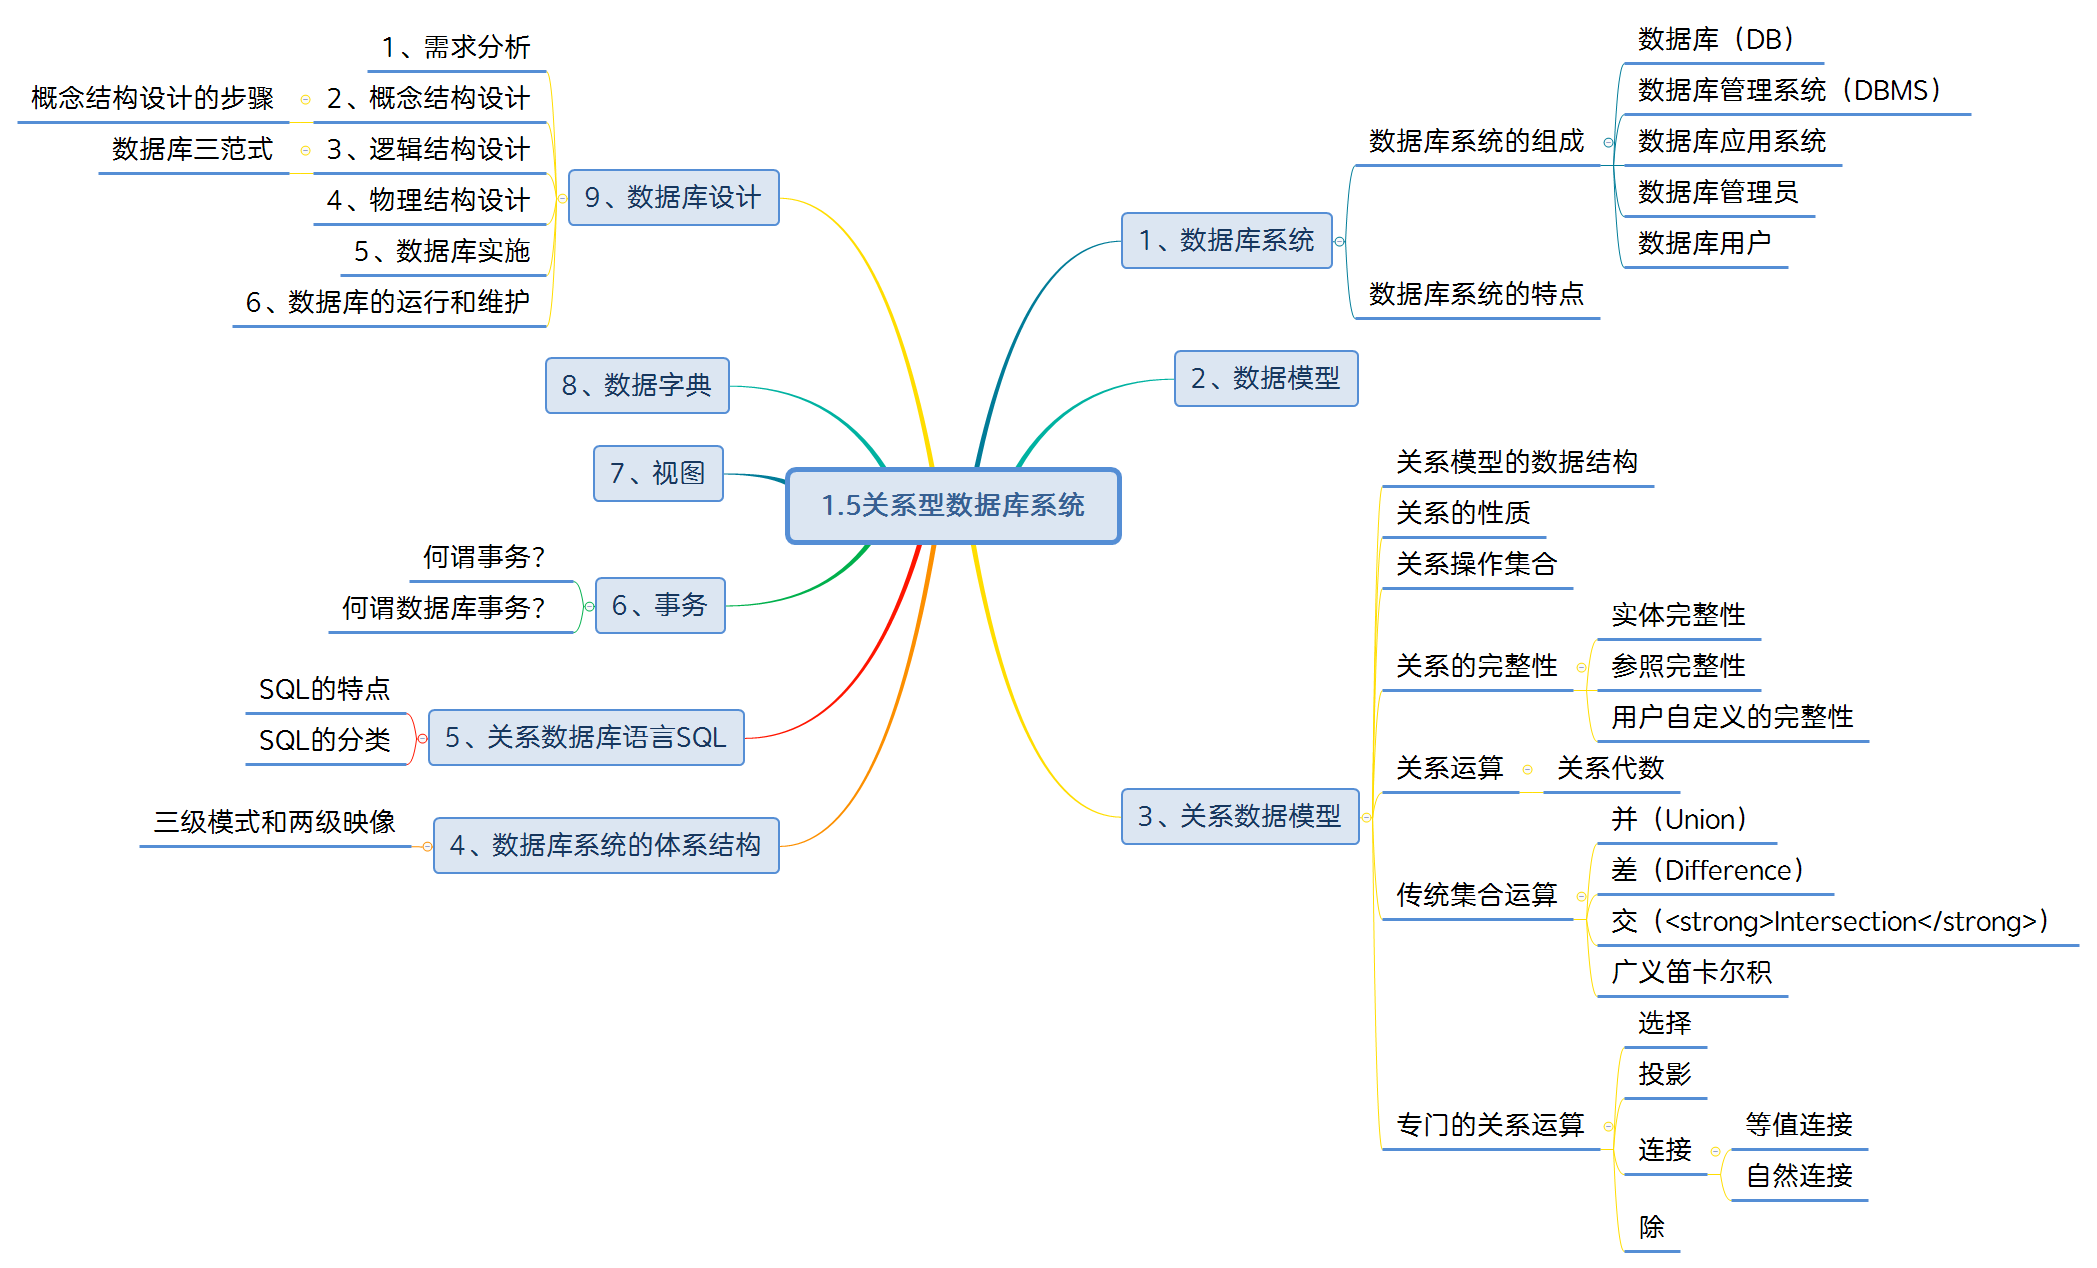 1.5关系型数据库系统
1、数据库系统
数据库系统的组成
数据库（DB）
数据库管理系统（DBMS）
数据库应用系统
数据库管理员
数据库用户
数据库系统的特点
2、数据模型
3、关系数据模型
关系模型的数据结构
关系的性质
关系操作集合
关系的完整性
实体完整性
参照完整性
用户自定义的完整性
关系运算
关系代数
传统集合运算
并（Union）
差（Difference）
交（<strong>Intersection</strong>）
广义笛卡尔积
专门的关系运算
选择
投影
连接
等值连接
自然连接
除
4、数据库系统的体系结构
三级模式和两级映像
5、关系数据库语言SQL
SQL的特点
SQL的分类
6、事务
何谓事务？
何谓数据库事务？
7、视图
8、数据字典
9、数据库设计
1、需求分析
2、概念结构设计
概念结构设计的步骤
3、逻辑结构设计
数据库三范式
4、物理结构设计
5、数据库实施
6、数据库的运行和维护